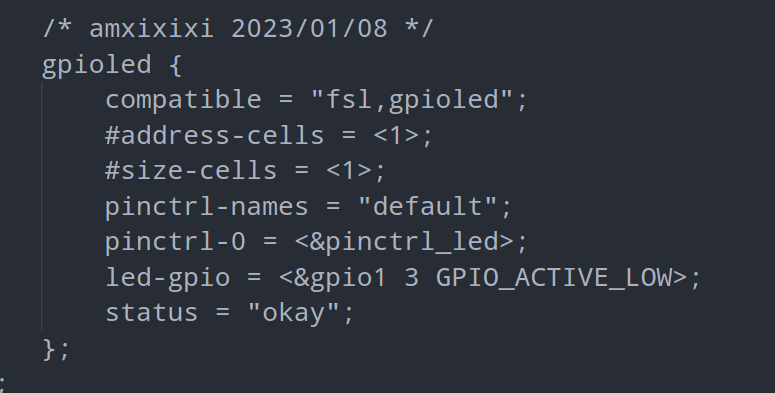 /* amxixixi 2023/01/08 */
gpioled {
compatible = "fsl,gpioled";
#address-cells = <1>;
#size-cells = <1>;
pinctrl-names = "default";
pinctrl-0 = <&pinctrl_led>;
led-gpio = <&gpio1 3 GPIO_ACTIVE_LOW>;
status = "okay";
};
;